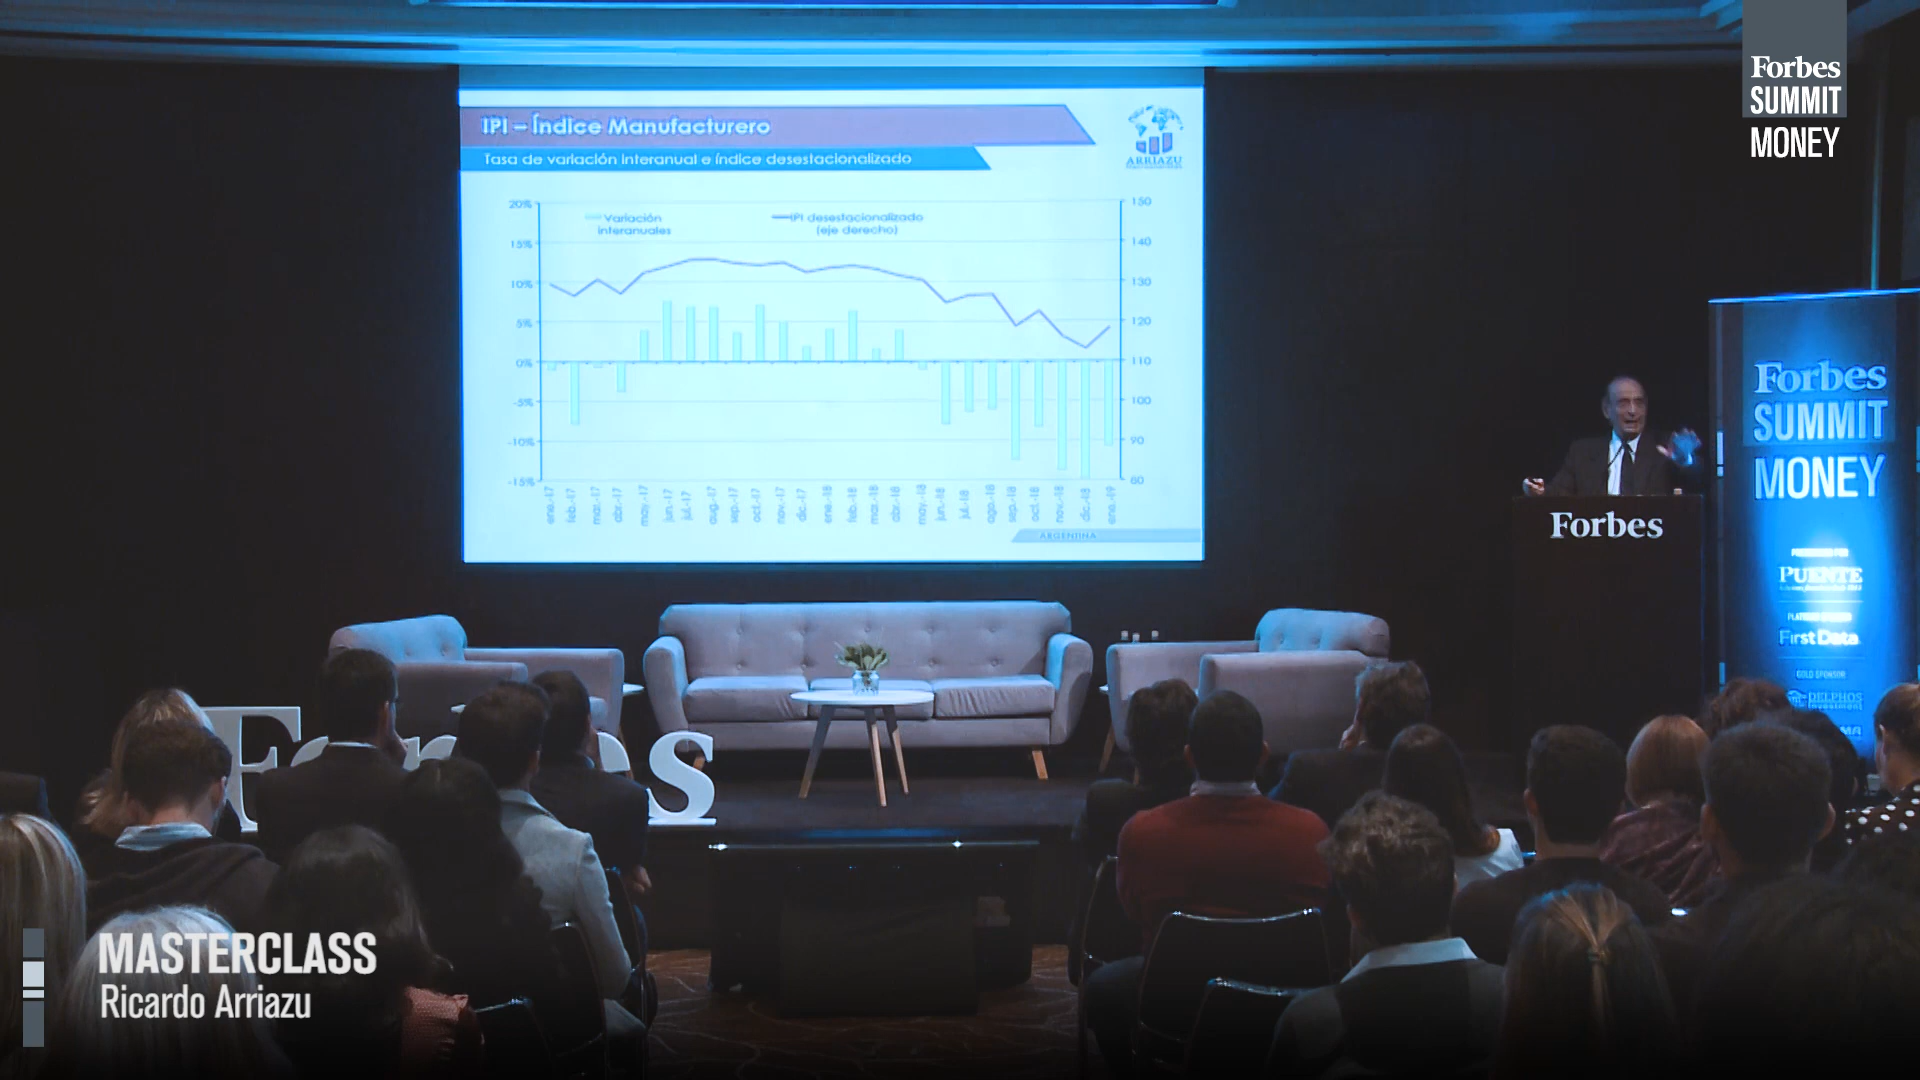 Forbes
SUMMIT
MONEY
IPI – Índice Manufacturero
Tasa de variación interanual e índice desestacionalizado
ARRIAZU
20%
15%
10%
5%
0%
-5%
-10%
-15%
Variación
interanuales
IPI desestacionalizado
(eje derecho)
150
140
130
120
110
100
90
80
ene.-17
feb.-17
mar.-17
abr.-17
may.-17
jun.-17
jul.-17
aug.-17
sep.-17
oct.-17
nov.-17
dic.-17
ene.-18
feb.-18
mar.-18
abr.-18
may.-18
jun.-18
jul.-18
ago.-18
sep.-18
oct.-18
nov.-18
dic.-18
ene.-19
ARGENTINA
Forbes
Forbes
SUMMIT
MONEY
PUENTE
First Data
GOLD SPONSOR
DELPHOS
Investment
Forbes
MASTERCLASS
Ricardo Arriazu